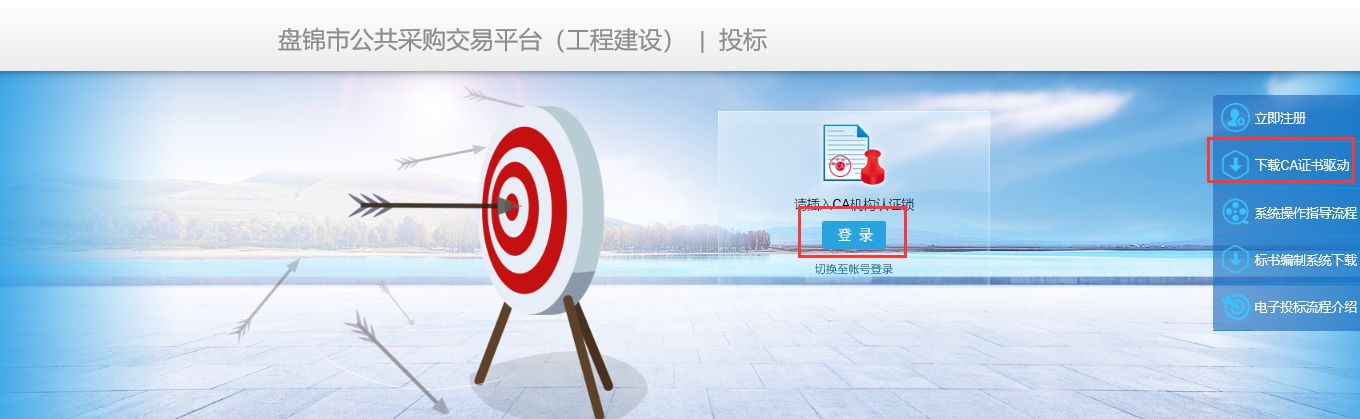 盘锦市公共采购交易平台（工程建设） | 投标
请插入CA机构认证锁
登 录
切换至帐号登录
立即注册
下载CA证书驱动
系统操作指导流程
标书编制系统下载
电子投标流程介绍